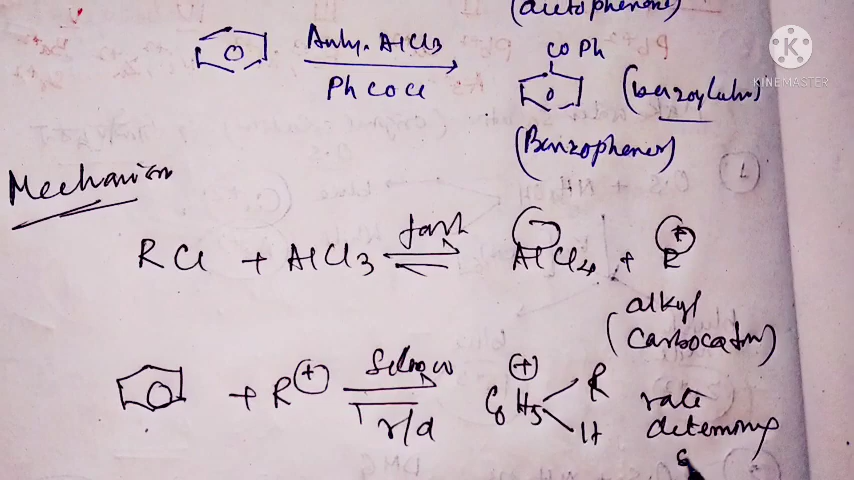 (acetophenone)
Anhy. AlCl3
PhCOCl
COPh
(benzoylation)
(Benzophenone)
KINEMASTER
Mechanism
RCl + AlCl3 fast AlCl4 + R+
(alkyl
carbocation)
+ R+ Slow C6H5 R
+
r/d H
rate
determining
s